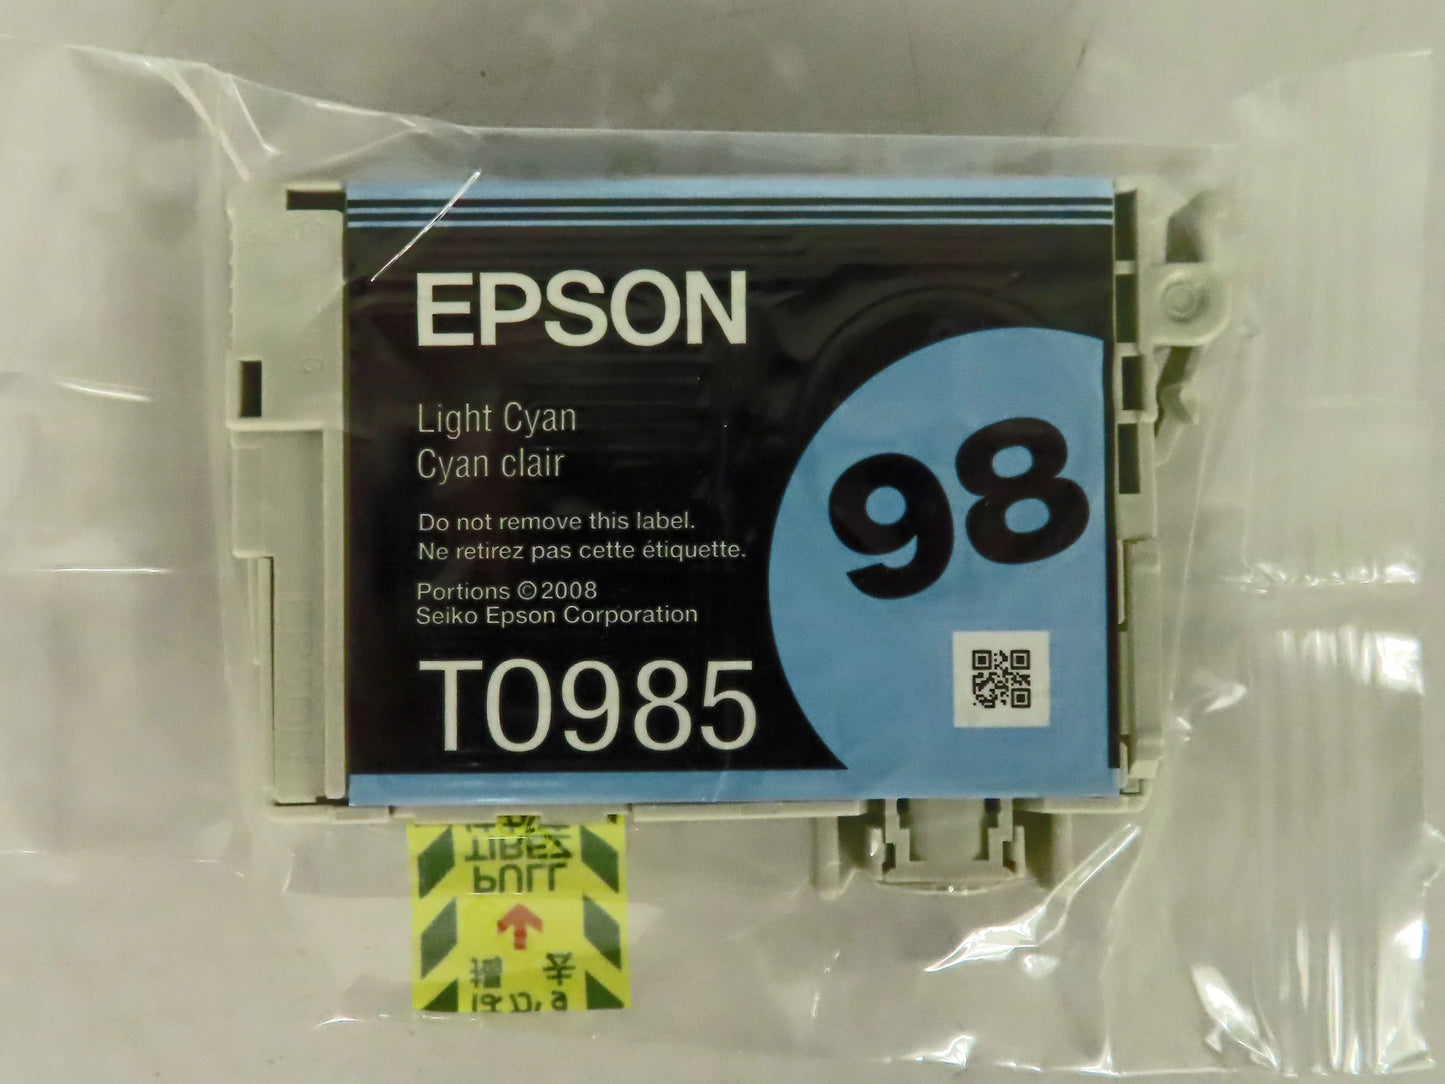 EPSON
Light Cyan
Cyan clair
98
Do not remove this label.
Ne retirez pas cette étiquette.
Portions ©2008
Seiko Epson Corporation
T0985
TIREZ
PULL